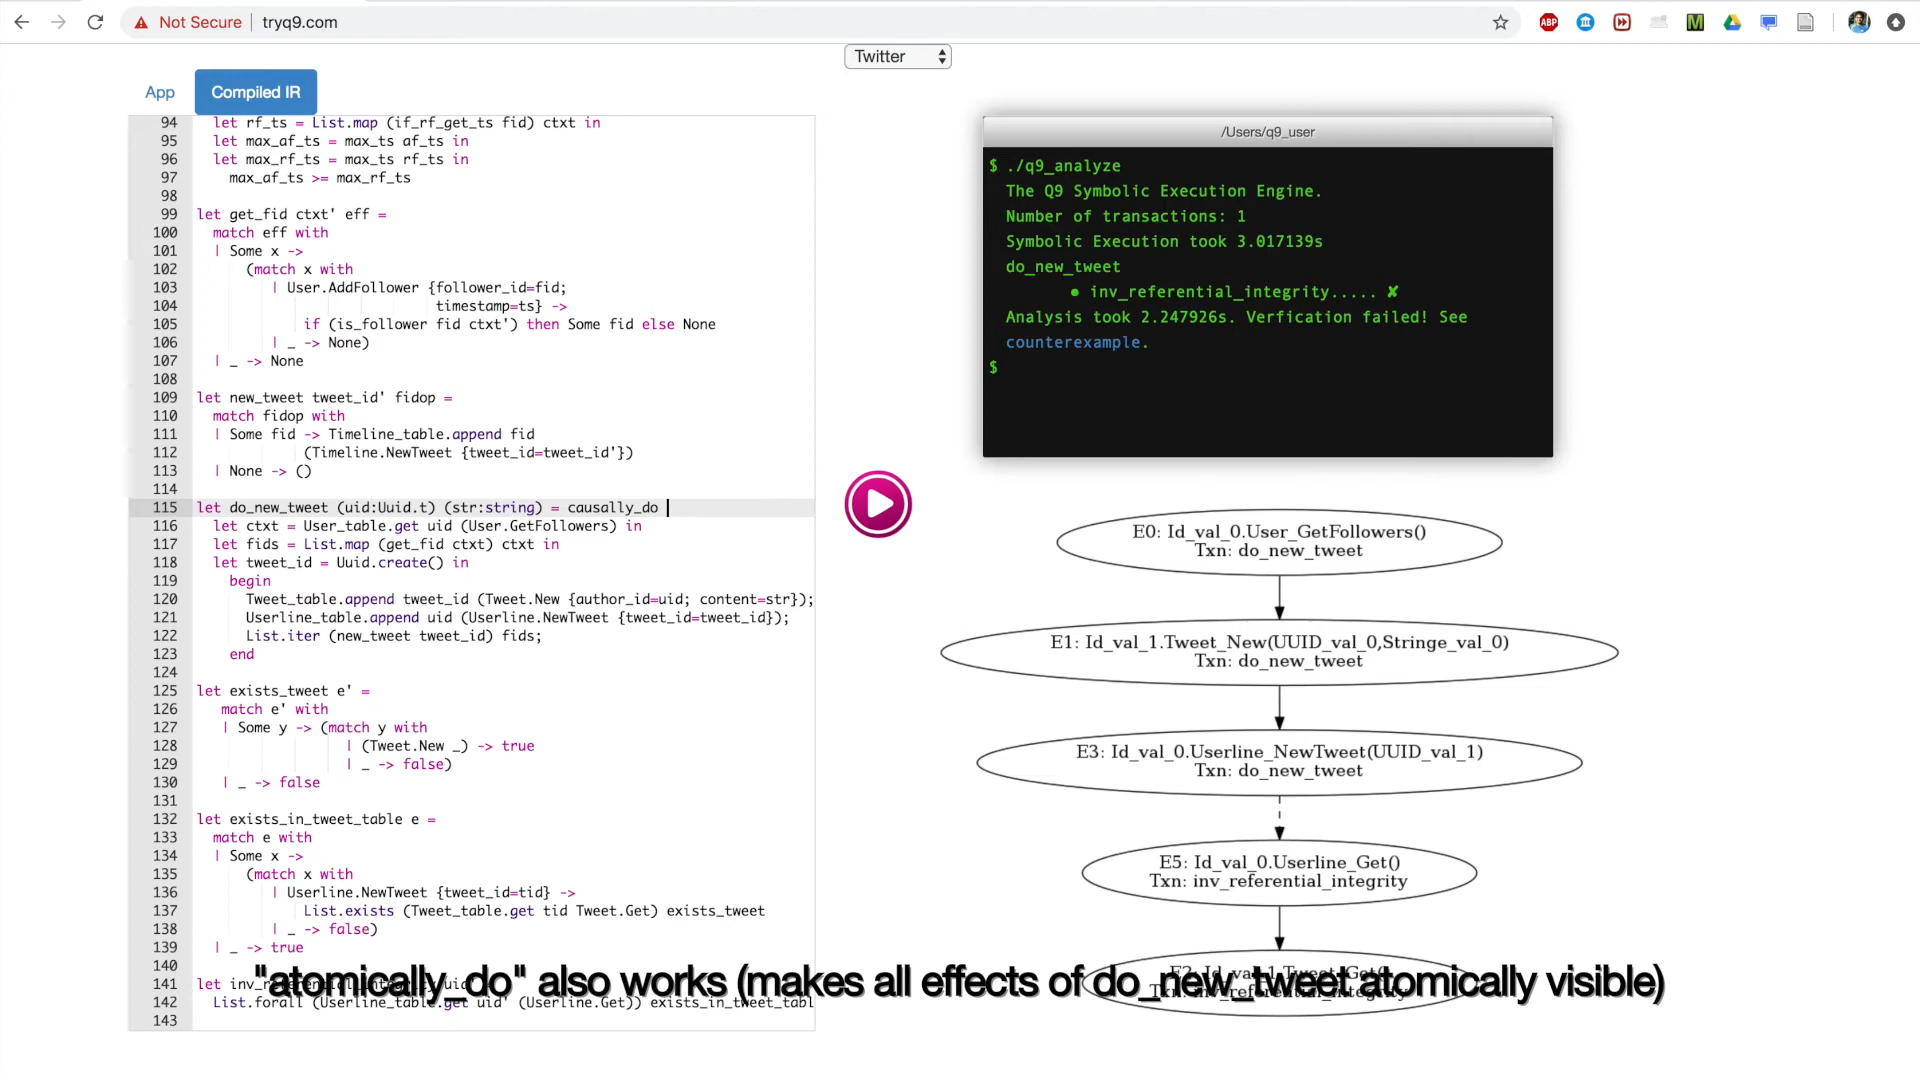 Not Secure | tryq9.com
Twitter
App
Compiled IR
94 let rf_ts = List.map (if_rf_get_ts fid) ctxt in
95 let max_af_ts = max_ts af_ts in
96 let max_rf_ts = max_ts rf_ts in
97 max_af_ts >= max_rf_ts
98
99 let get_fid ctxt' eff =
100 match eff with
101 | Some x ->
102 (match x with
103 | User.AddFollower {follower_id=fid;
104 timestamp=ts} ->
105 if (is_follower fid ctxt') then Some fid else None
106 | _ -> None)
107 | _ -> None
108
109 let new_tweet tweet_id' fidop =
110 match fidop with
111 | Some fid -> Timeline_table.append fid
112 (Timeline.NewTweet {tweet_id=tweet_id'})
113 | None -> ()
114
115 let do_new_tweet (uid:Uuid.t) (str:string) = causally_do
116 let ctxt = User_table.get uid (User.GetFollowers) in
117 let fids = List.map (get_fid ctxt) ctxt in
118 let tweet_id = Uuid.create() in
119 begin
120 Tweet_table.append tweet_id (Tweet.New {author_id=uid; content=str});
121 Userline_table.append uid (Userline.NewTweet {tweet_id=tweet_id});
122 List.iter (new_tweet tweet_id) fids;
123 end
124
125 let exists_tweet e' =
126 match e' with
127 | Some y -> (match y with
128 | (Tweet.New _) -> true
129 | _ -> false)
130 | _ -> false
131
132 let exists_in_tweet_table e =
133 match e with
134 | Some x ->
135 (match x with
136 | Userline.NewTweet {tweet_id=tid} ->
137 List.exists (Tweet_table.get tid Tweet.Get) exists_tweet
138 | _ -> false)
139 | _ -> true
140
141 let inv_referential_integrity uid' =
142 List.forall (Userline_table.get uid' (Userline.Get)) exists_in_tweet_tabl
143
/Users/q9_user
$ ./q9_analyze
The Q9 Symbolic Execution Engine.
Number of transactions: 1
Symbolic Execution took 3.017139s
do_new_tweet
• inv_referential_integrity..... ✘
Analysis took 2.247926s. Verfication failed! See
counterexample.
$
E0: Id_val_0.User_GetFollowers()
Txn: do_new_tweet
E1: Id_val_1.Tweet_New(UUID_val_0,Stringe_val_0)
Txn: do_new_tweet
E3: Id_val_0.Userline_NewTweet(UUID_val_1)
Txn: do_new_tweet
E5: Id_val_0.Userline_Get()
Txn: inv_referential_integrity
E2: Id_val_1.Tweet_Get()
Txn: inv_referential_integrity
"atomically_do" also works (makes all effects of do_new_tweet atomically visible)
ABP
M